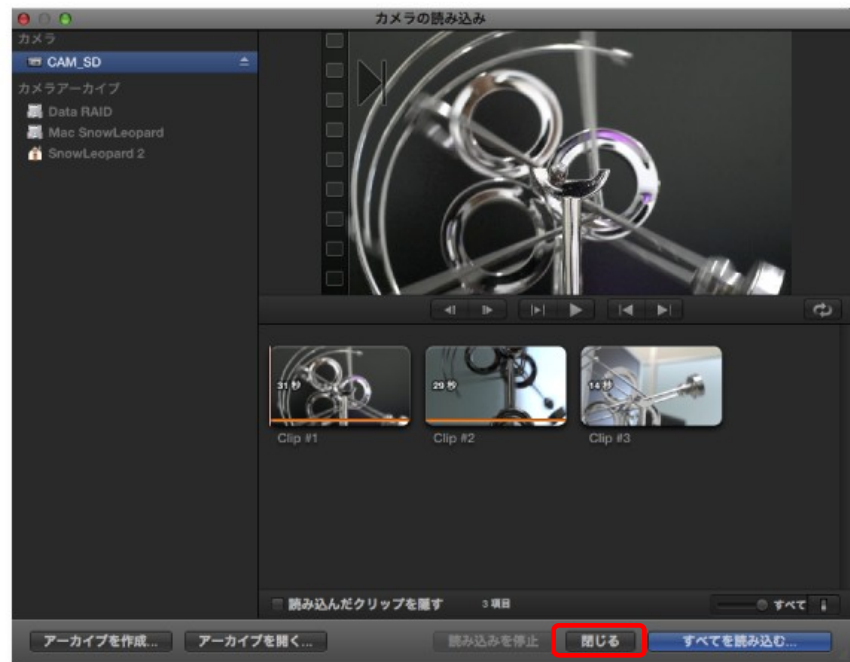 カメラの読み込み
カメラ
CAM_SD
カメラアーカイブ
Data RAID
Mac SnowLeopard
SnowLeopard 2
31 秒
29 秒
14 秒
Clip #1
Clip #2
Clip #3
読み込んだクリップを隠す
3 項目
すべて
アーカイブを作成...
アーカイブを開く...
読み込みを停止
閉じる
すべてを読み込む...